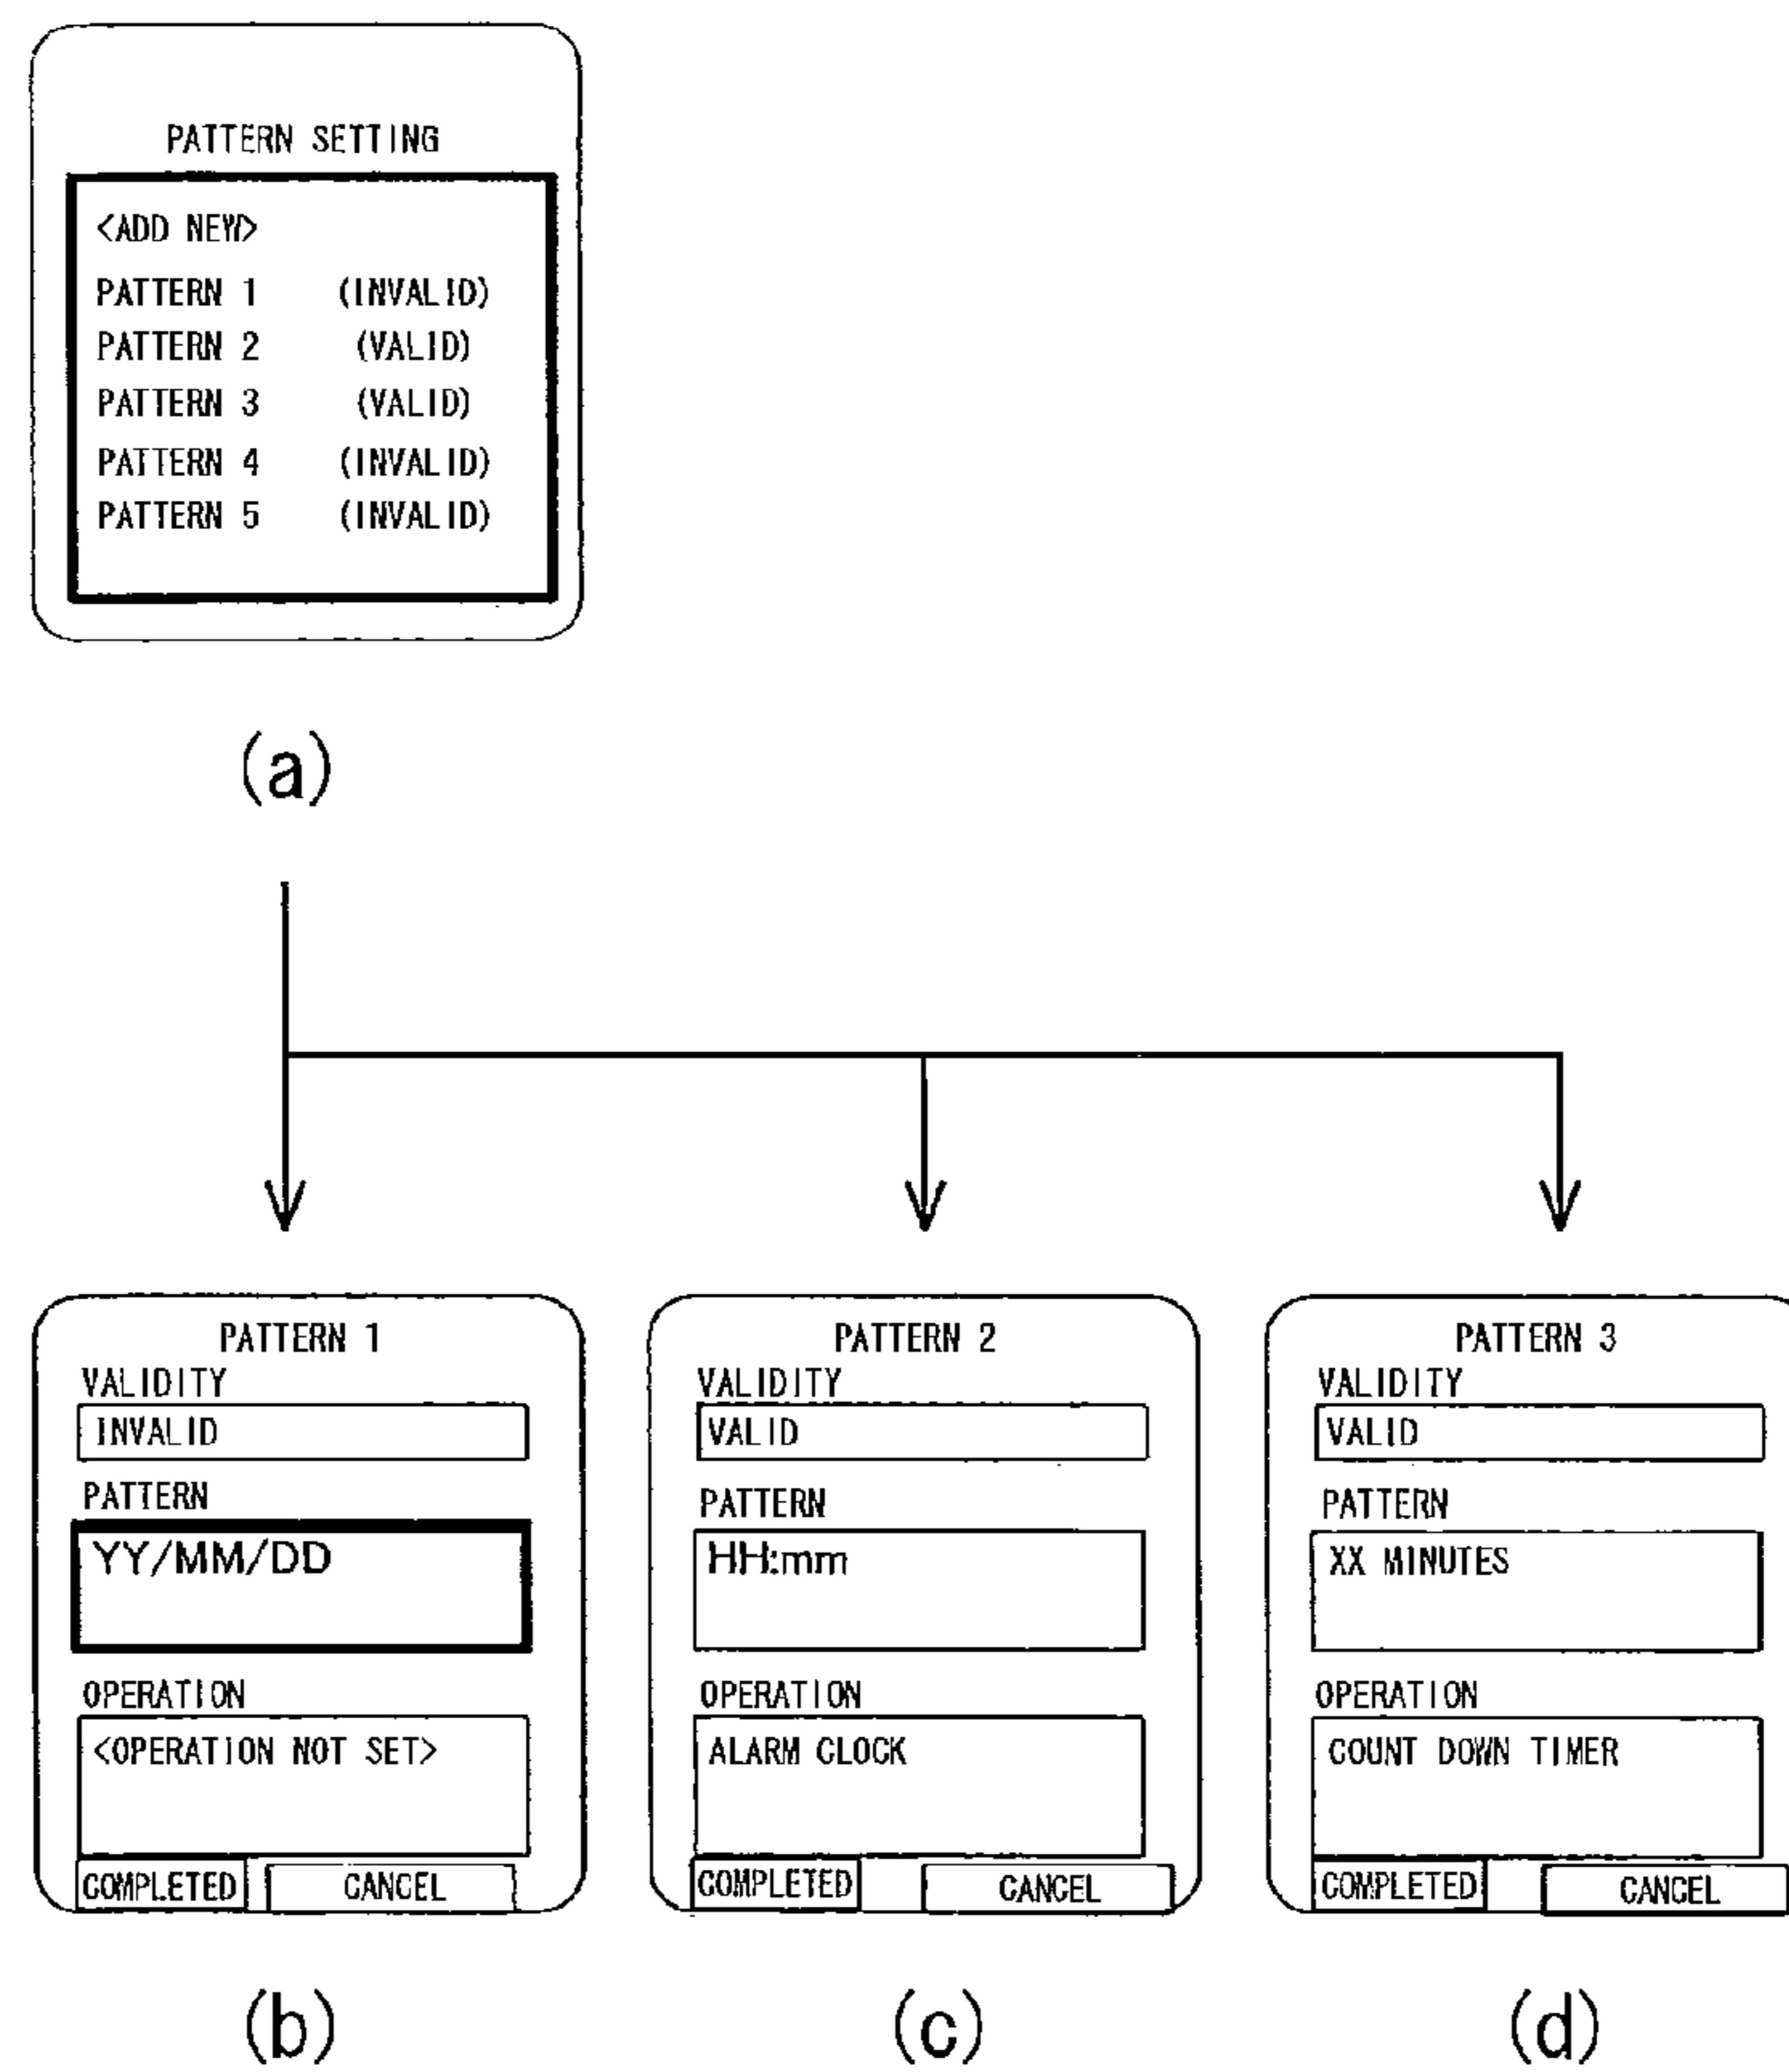 PATTERN SETTING
<ADD NEW>
PATTERN 1 (INVALID)
PATTERN 2 (VALID)
PATTERN 3 (VALID)
PATTERN 4 (INVALID)
PATTERN 5 (INVALID)
(a)
PATTERN 1
VALIDITY
INVALID
PATTERN
YY/MM/DD
OPERATION
<OPERATION NOT SET>
COMPLETED CANCEL
(b)
PATTERN 2
VALIDITY
VALID
PATTERN
HH:mm
OPERATION
ALARM CLOCK
COMPLETED CANCEL
(c)
PATTERN 3
VALIDITY
VALID
PATTERN
XX MINUTES
OPERATION
COUNT DOWN TIMER
COMPLETED CANCEL
(d)